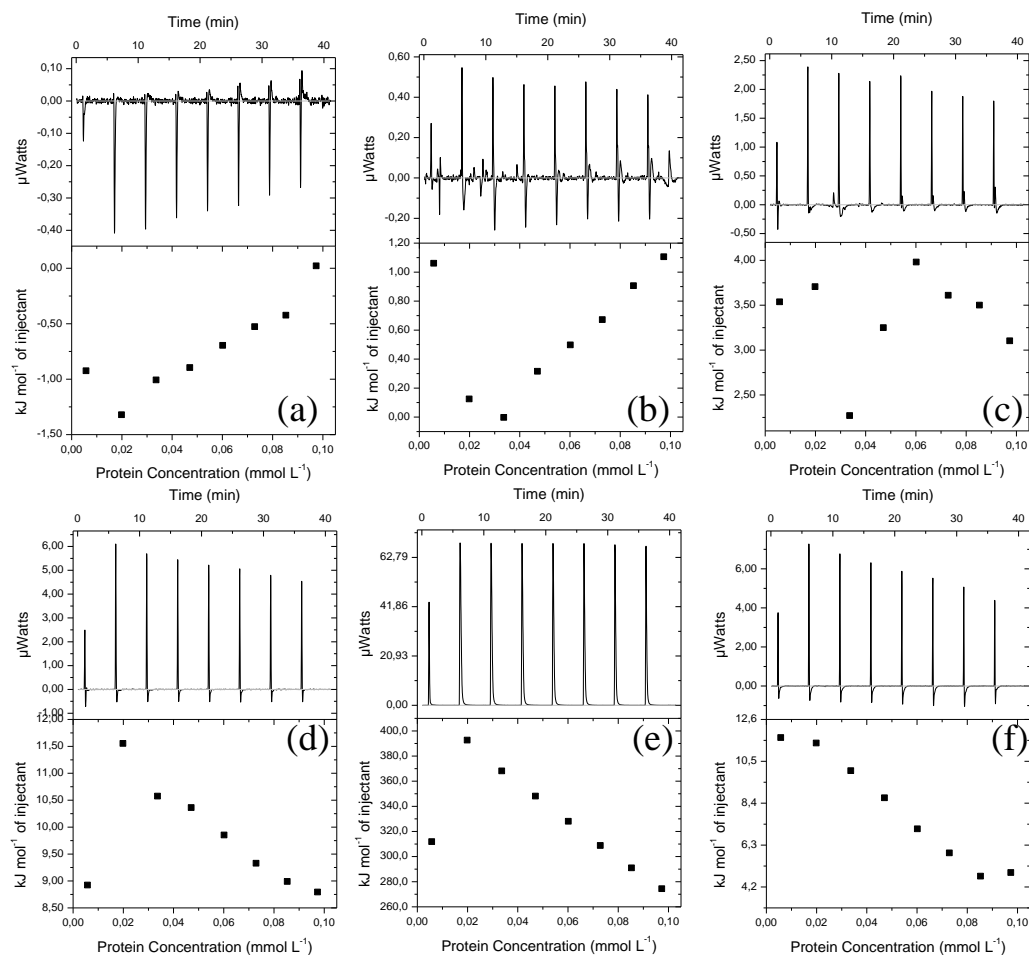 Time (min)
0 10 20 30 40
0,10
0,00
-0,10
-0,20
-0,30
-0,40
µWatts
0,00
-0,50
-1,00
-1,50
kJ mol⁻¹ of injectant
(a)
0,00 0,02 0,04 0,06 0,08 0,10
Protein Concentration (mmol L⁻¹)
Time (min)
0 10 20 30 40
0,60
0,40
0,20
0,00
-0,20
µWatts
1,20
1,00
0,80
0,60
0,40
0,20
0,00
kJ mol⁻¹ of injectant
(b)
0,00 0,02 0,04 0,06 0,08 0,10
Protein Concentration (mmol L⁻¹)
Time (min)
0 10 20 30 40
2,50
2,00
1,50
1,00
0,50
0,00
-0,50
µWatts
4,00
3,50
3,00
2,50
kJ mol⁻¹ of injectant
(c)
0,00 0,02 0,04 0,06 0,08 0,10
Protein Concentration (mmol L⁻¹)
Time (min)
0 10 20 30 40
6,00
5,00
4,00
3,00
2,00
1,00
0,00
-1,00
µWatts
12,00
11,50
11,00
10,50
10,00
9,50
9,00
8,50
kJ mol⁻¹ of injectant
(d)
0,00 0,02 0,04 0,06 0,08 0,10
Protein Concentration (mmol L⁻¹)
Time (min)
0 10 20 30 40
62,79
41,86
20,93
0,00
µWatts
400,0
380,0
360,0
340,0
320,0
300,0
280,0
260,0
kJ mol⁻¹ of injectant
(e)
0,00 0,02 0,04 0,06 0,08 0,10
Protein Concentration (mmol L⁻¹)
Time (min)
0 10 20 30 40
6,00
4,00
2,00
0,00
µWatts
12,6
10,5
8,4
6,3
4,2
kJ mol⁻¹ of injectant
(f)
0,00 0,02 0,04 0,06 0,08 0,10
Protein Concentration (mmol L⁻¹)